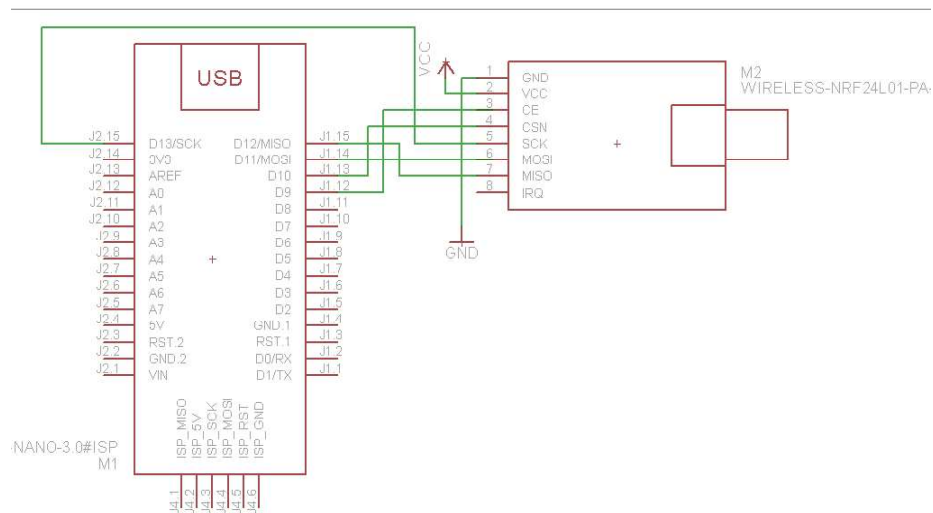 USB
J2.15 D13/SCK D12/MISO J1.15
J2.14 3V3 D11/MOSI J1.14
J2.13 AREF D10 J1.13
J2.12 A0 D9 J1.12
J2.11 A1 D8 J1.11
J2.10 A2 D7 J1.10
J2.9 A3 D6 J1.9
J2.8 A4 D5 J1.8
J2.7 A5 D4 J1.7
J2.6 A6 D3 J1.6
J2.5 A7 D2 J1.5
J2.4 5V GND.1 J1.4
J2.3 RST.2 RST.1 J1.3
J2.2 GND.2 D0/RX J1.2
J2.1 VIN D1/TX J1.1
ISP_MISO
ISP_5V
ISP_SCK
ISP_MOSI
ISP_RST
ISP_GND
J4.1
J4.2
J4.3
J4.4
J4.5
J4.6
NANO-3.0#ISP
M1
VCC
1 GND
2 VCC
3 CE
4 CSN
5 SCK
6 MOSI
7 MISO
8 IRQ
GND
M2
WIRELESS-NRF24L01-PA-